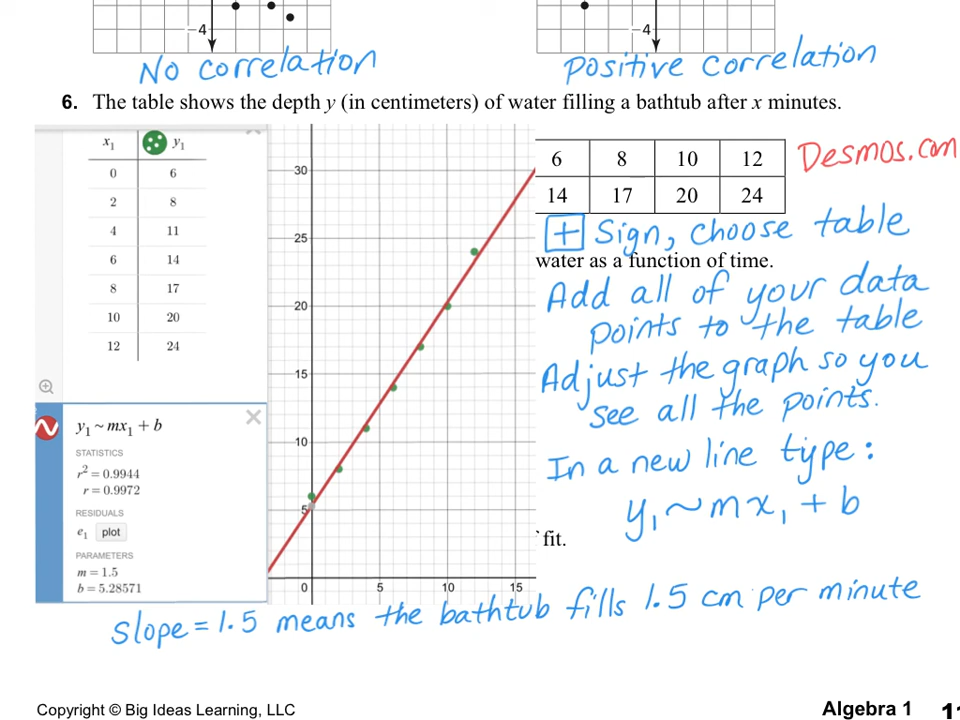 -4
-4
No correlation
positive correlation
6. The table shows the depth y (in centimeters) of water filling a bathtub after x minutes.
x₁ y₁
0 6
2 8
4 11
6 14
8 17
10 20
12 24
30
25
20
15
10
5
0 5 10 15
6 8 10 12
14 17 20 24
Desmos.com
+ Sign, choose table
water as a function of time.
Add all of your data
points to the table
Adjust the graph so you
see all the points.
In a new line type:
y₁ ~ mx₁ + b
fit.
y₁ ~ mx₁ + b
STATISTICS
r² = 0.9944
r = 0.9972
RESIDUALS
e₁ plot
PARAMETERS
m = 1.5
b = 5.28571
slope = 1.5 means the bathtub fills 1.5 cm per minute
Copyright © Big Ideas Learning, LLC
Algebra 1